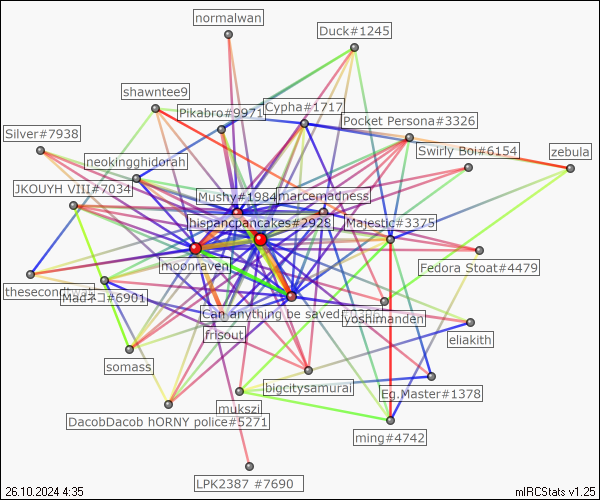 normalwan
Duck#1245
shawntee9
Pikabro#9971
Cypha#1717
Pocket Persona#3326
Silver#7938
neokingghidorah
Swirly Boi#6154
zebula
JKOUYH VIII#7034
Mushy#1984
marcemadness
hispancpancakes#2928
Majestic#3375
moonraven
Fedora Stoat#4479
thesecond
Madネコ#6901
Can anything be saved
yoshimanden
frisout
eliakith
somass
bigcitysamurai
Eg.Master#1378
mukszi
DacobDacob hORNY police#5271
ming#4742
LPK2387 #7690
26.10.2024 4:35
mIRCStats v1.25